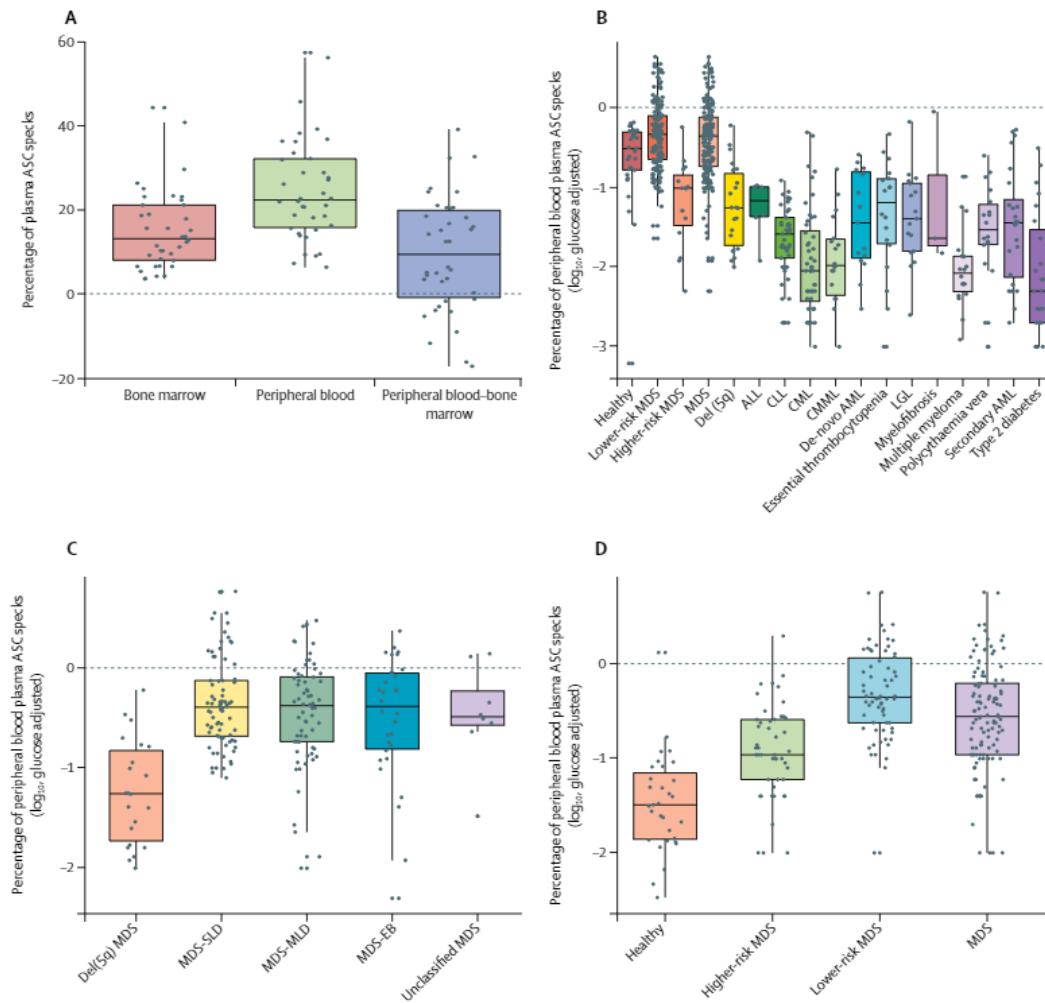 A
Percentage of plasma ASC specks
60
40
20
0
–20
Bone marrow
Peripheral blood
Peripheral blood–bone
marrow
B
Percentage of peripheral blood plasma ASC specks
(log₁₀, glucose adjusted)
0
–1
–2
–3
Healthy
Lower-risk MDS
Higher-risk MDS
MDS
Del (5q)
ALL
CLL
CML
CMML
De-novo AML
Essential thrombocytopenia
LGL
Myelofibrosis
Multiple myeloma
Polycythaemia vera
Secondary AML
Type 2 diabetes
C
Percentage of peripheral blood plasma ASC specks
(log₁₀, glucose adjusted)
0
–1
–2
Del(5q) MDS
MDS-SLD
MDS-MLD
MDS-EB
Unclassified MDS
D
Percentage of peripheral blood plasma ASC specks
(log₁₀, glucose adjusted)
0
–1
–2
Healthy
Higher-risk MDS
Lower-risk MDS
MDS